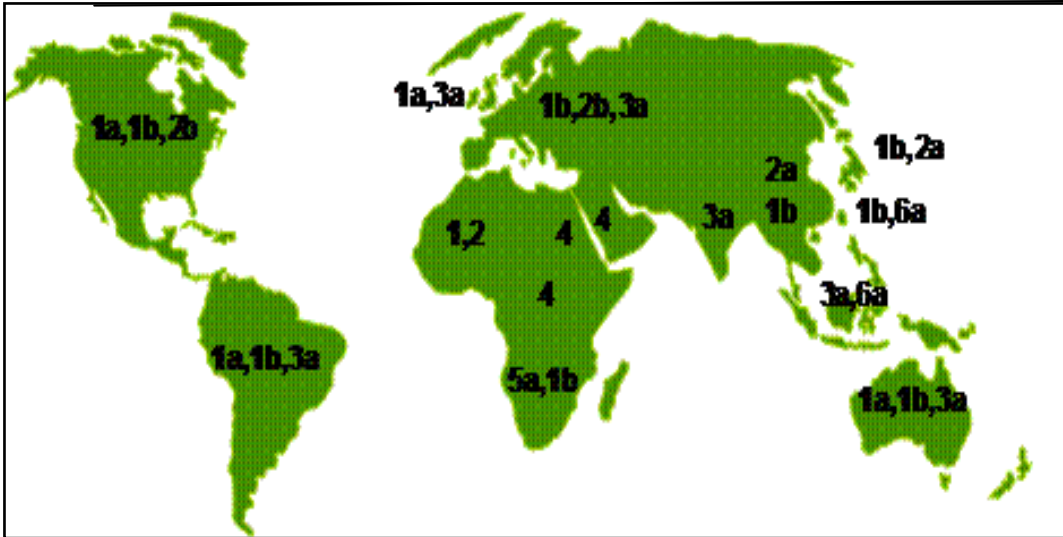 1a,3a
1b,2b,3a
1a,1b,2b
1b,2a
2a
3a
1b
1b,6a
1,2
4
4
4
3a,6a
1a,1b,3a
5a,1b
1a,1b,3a